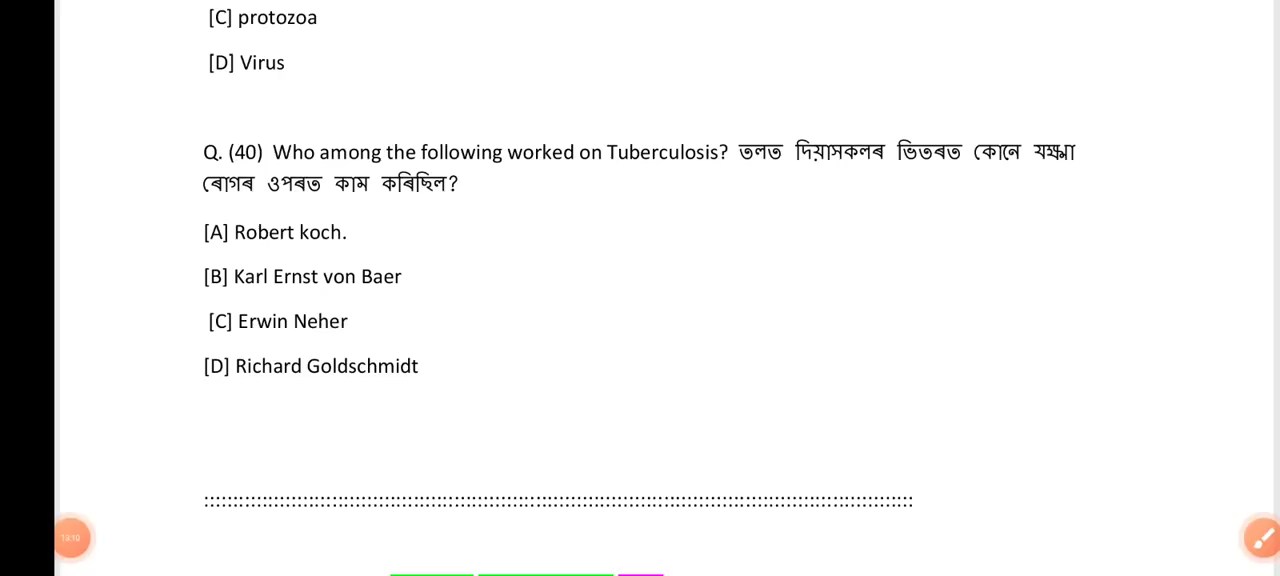 [C] protozoa
[D] Virus
Q. (40) Who among the following worked on Tuberculosis? তলত দিয়াসকলৰ ভিতৰত কোনে যক্ষ্মা
ৰোগৰ ওপৰত কাম কৰিছিল?
[A] Robert koch.
[B] Karl Ernst von Baer
[C] Erwin Neher
[D] Richard Goldschmidt
::::::::::::::::::::::::::::::::::::::::::::::::::::::::::::::::::::::::::::::::::::::::::::::::::::::::::::::::::::::